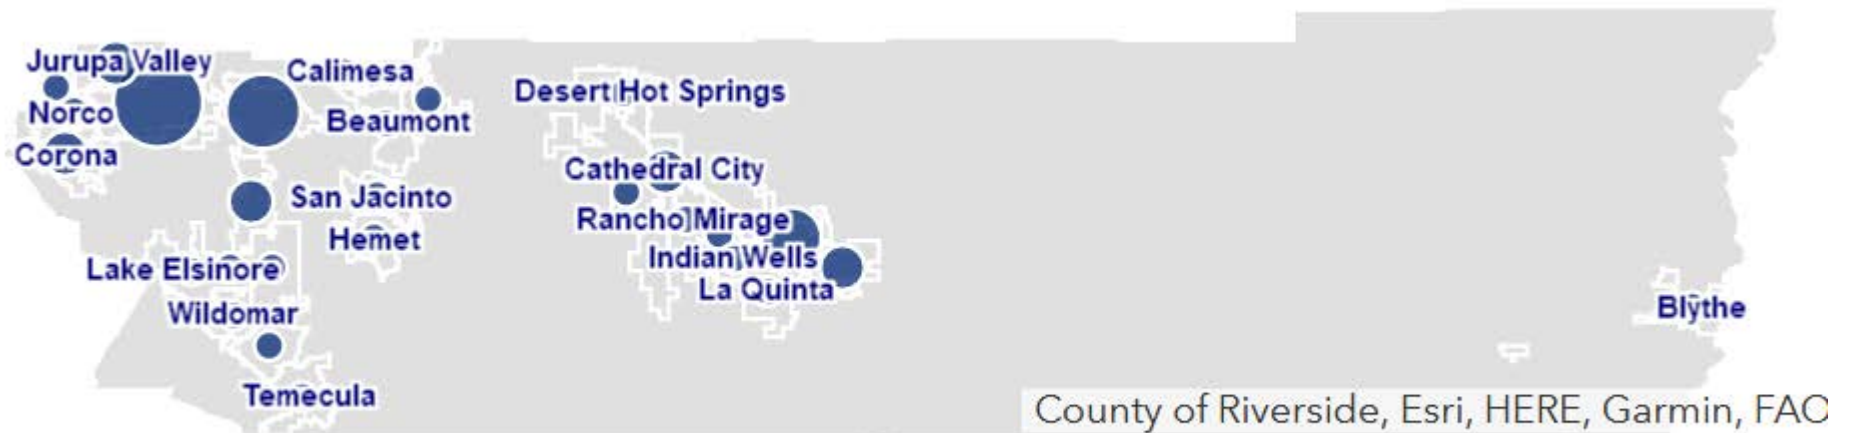 Jurupa Valley
Calimesa
Desert Hot Springs
Norco
Beaumont
Corona
Cathedral City
San Jacinto
Rancho Mirage
Hemet
Indian Wells
Lake Elsinore
La Quinta
Wildomar
Blythe
Temecula
County of Riverside, Esri, HERE, Garmin, FAO